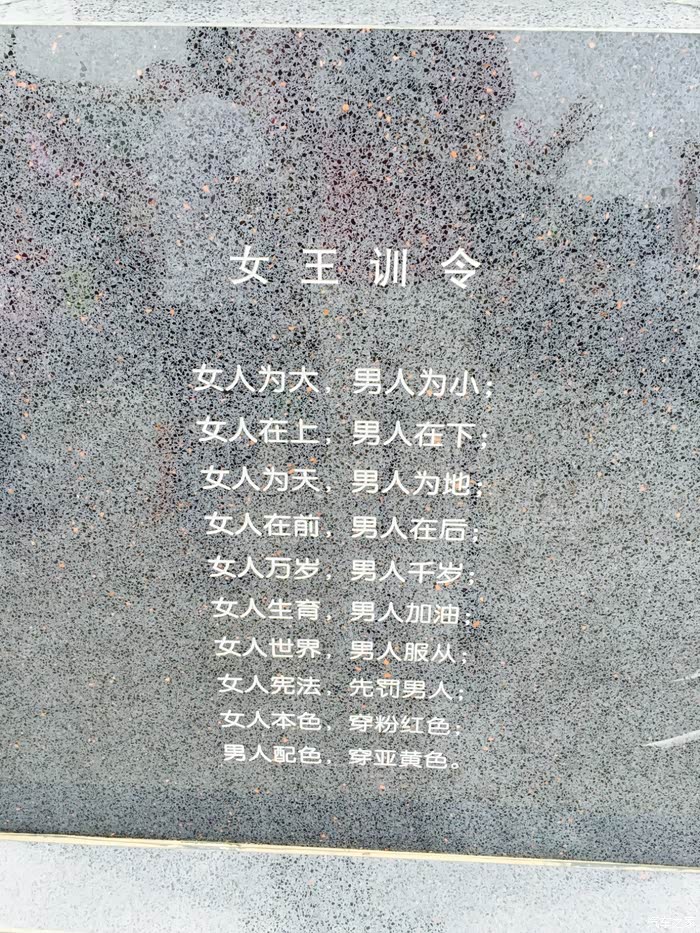 女王训令
女人为大，男人为小；
女人在上，男人在下；
女人为天，男人为地；
女人在前，男人在后；
女人万岁，男人千岁；
女人生育，男人加油；
女人世界，男人服从；
女人宪法，先罚男人；
女人本色，穿粉红色；
男人配色，穿亚黄色。
汽车之家